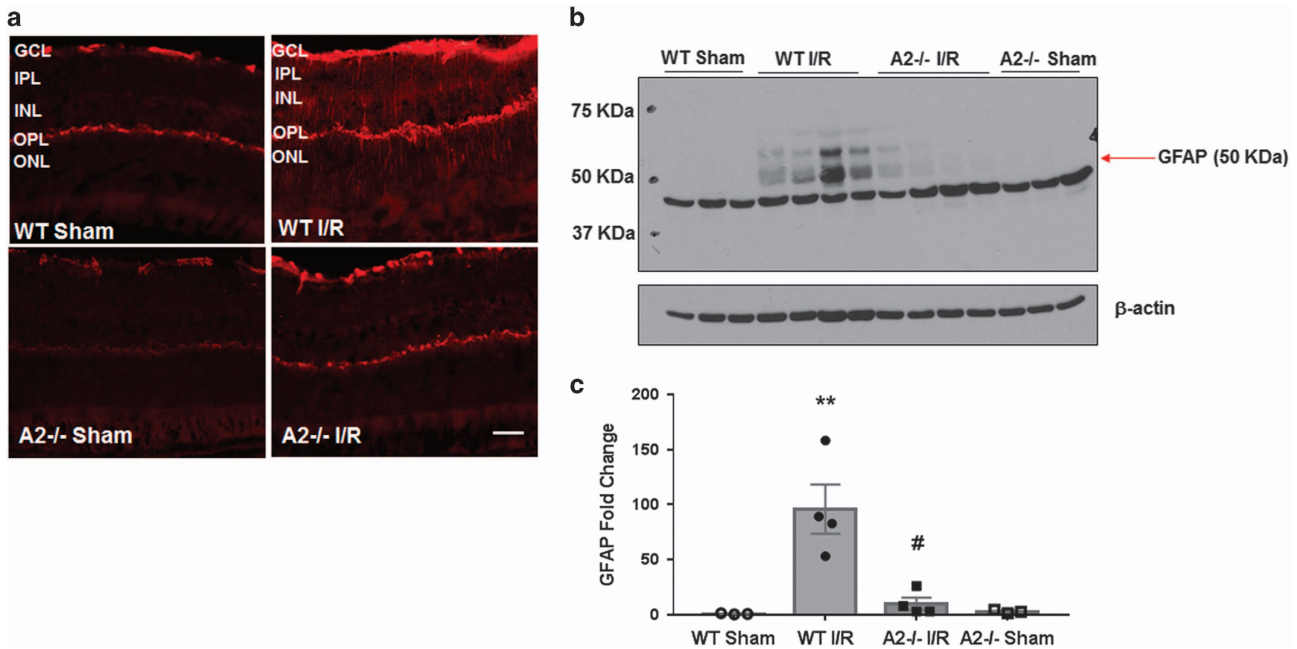 a
GCL
IPL
INL
OPL
ONL
WT Sham
GCL
IPL
INL
OPL
ONL
WT I/R
A2-/- Sham
A2-/- I/R
b
WT Sham WT I/R A2-/- I/R A2-/- Sham
75 KDa
50 KDa
37 KDa
GFAP (50 KDa)
β-actin
c
GFAP Fold Change
200
150
100
50
0
**
#
WT Sham WT I/R A2-/- I/R A2-/- Sham